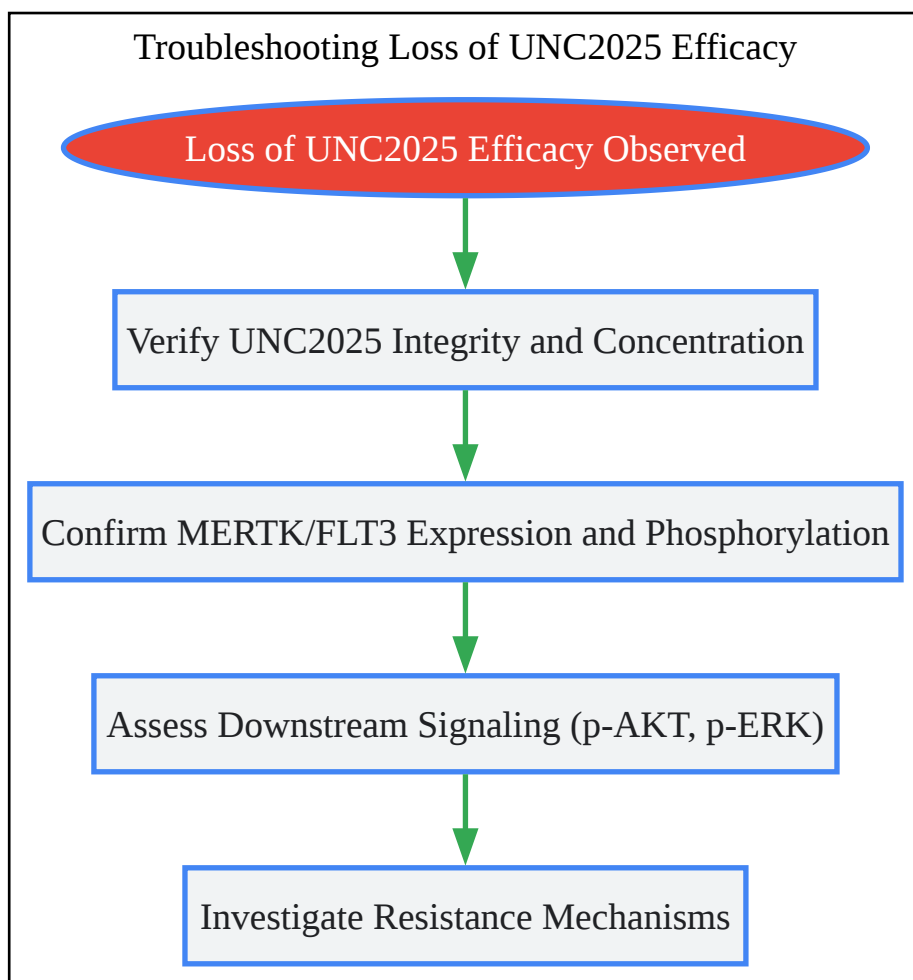 Troubleshooting Loss of UNC2025 Efficacy
Loss of UNC2025 Efficacy Observed
Verify UNC2025 Integrity and Concentration
Confirm MERTK/FLT3 Expression and Phosphorylation
Assess Downstream Signaling (p-AKT, p-ERK)
Investigate Resistance Mechanisms